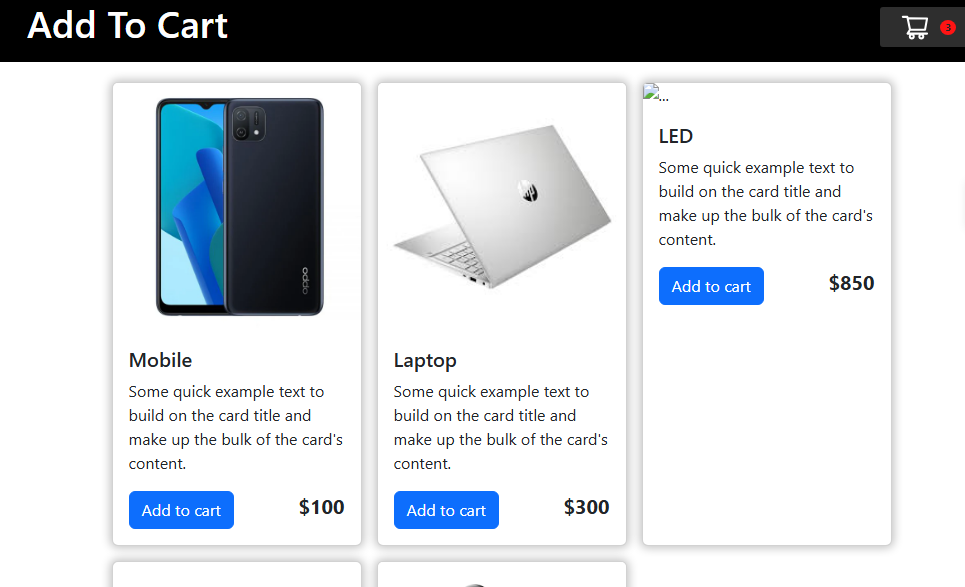 Add To Cart
3
oppo
hp
...
Mobile
Some quick example text to
build on the card title and
make up the bulk of the card's
content.
Add to cart
$100
Laptop
Some quick example text to
build on the card title and
make up the bulk of the card's
content.
Add to cart
$300
LED
Some quick example text to
build on the card title and
make up the bulk of the card's
content.
Add to cart
$850